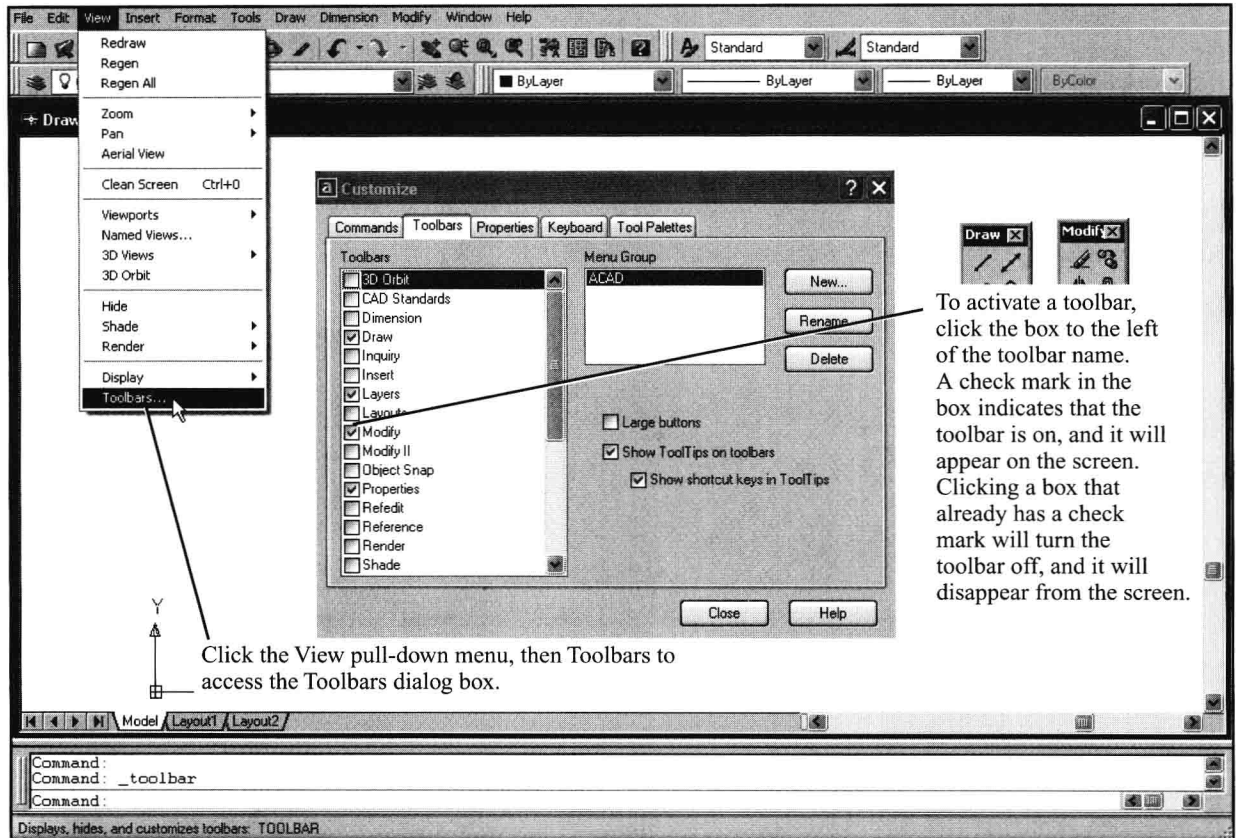 File Edit View Insert Format Tools Draw Dimension Modify Window Help
Redraw
Regen
Regen All
Zoom
Pan
Aerial View
Clean Screen Ctrl+0
Viewports
Named Views...
3D Views
3D Orbit
Hide
Shade
Render
Display
Toolbars...
Standard Standard
ByLayer ByLayer ByLayer ByColor
Draw
Customize
Commands Toolbars Properties Keyboard Tool Palettes
Toolbars
3D Orbit
CAD Standards
Dimension
Draw
Inquiry
Insert
Layers
Layouts
Modify
Modify II
Object Snap
Properties
Refedit
Reference
Render
Shade
Menu Group
ACAD
New...
Rename...
Delete
Large buttons
Show ToolTips on toolbars
Show shortcut keys in ToolTips
Close Help
Draw Modify
To activate a toolbar,
click the box to the left
of the toolbar name.
A check mark in the
box indicates that the
toolbar is on, and it will
appear on the screen.
Clicking a box that
already has a check
mark will turn the
toolbar off, and it will
disappear from the screen.
Y
Click the View pull-down menu, then Toolbars to
access the Toolbars dialog box.
Model Layout1 Layout2
Command:
Command: _toolbar
Command:
Displays, hides, and customizes toolbars: TOOLBAR